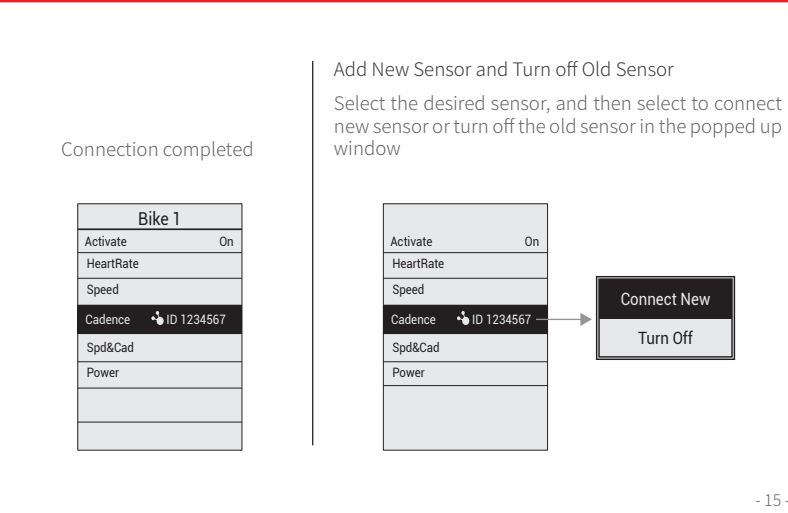 Connection completed
Bike 1
Activate On
HeartRate
Speed
Cadence ID 1234567
Spd&Cad
Power
Add New Sensor and Turn off Old Sensor
Select the desired sensor, and then select to connect
new sensor or turn off the old sensor in the popped up
window
Activate On
HeartRate
Speed
Cadence ID 1234567
Spd&Cad
Power
Connect New
Turn Off
- 15 -